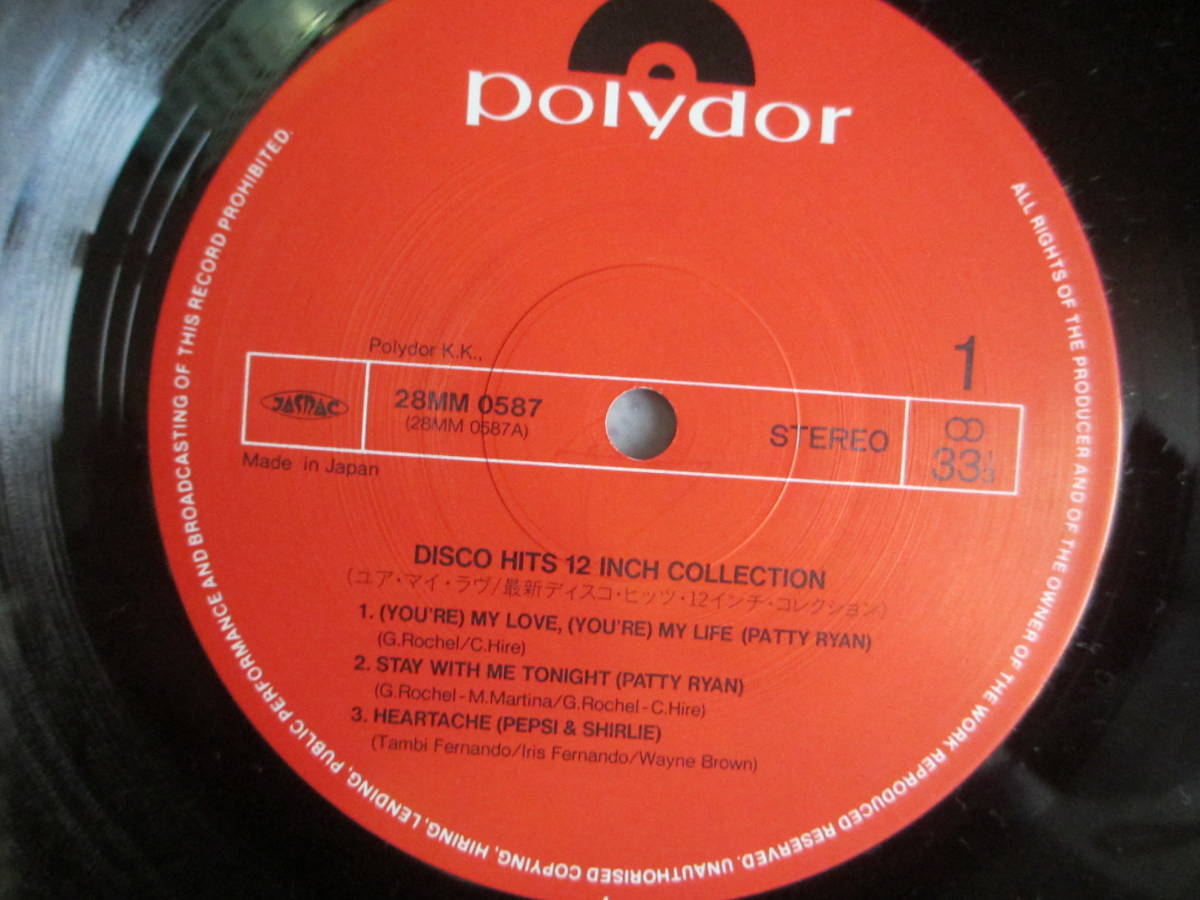 polydor
ALL RIGHTS OF THE PRODUCER AND OF THE OWNER OF THE WORK REPRODUCED RESERVED. UNAUTHORISED COPYING, HIRING, LENDING, PUBLIC PERFORMANCE AND BROADCASTING OF THIS RECORD PROHIBITED.
1
Polydor K.K.,
JASRAC
28MM 0587
(28MM 0587A)
STEREO
33 1/3
Made in Japan
DISCO HITS 12 INCH COLLECTION
(ユア・マイ・ラヴ/最新ディスコ・ヒッツ・12インチ・コレクション)
1. (YOU'RE) MY LOVE, (YOU'RE) MY LIFE (PATTY RYAN)
(G.Rochel/C.Hire)
2. STAY WITH ME TONIGHT (PATTY RYAN)
(G.Rochel-M.Martina/G.Rochel-C.Hire)
3. HEARTACHE (PEPSI & SHIRLIE)
(Tambi Fernando/Iris Fernando/Wayne Brown)